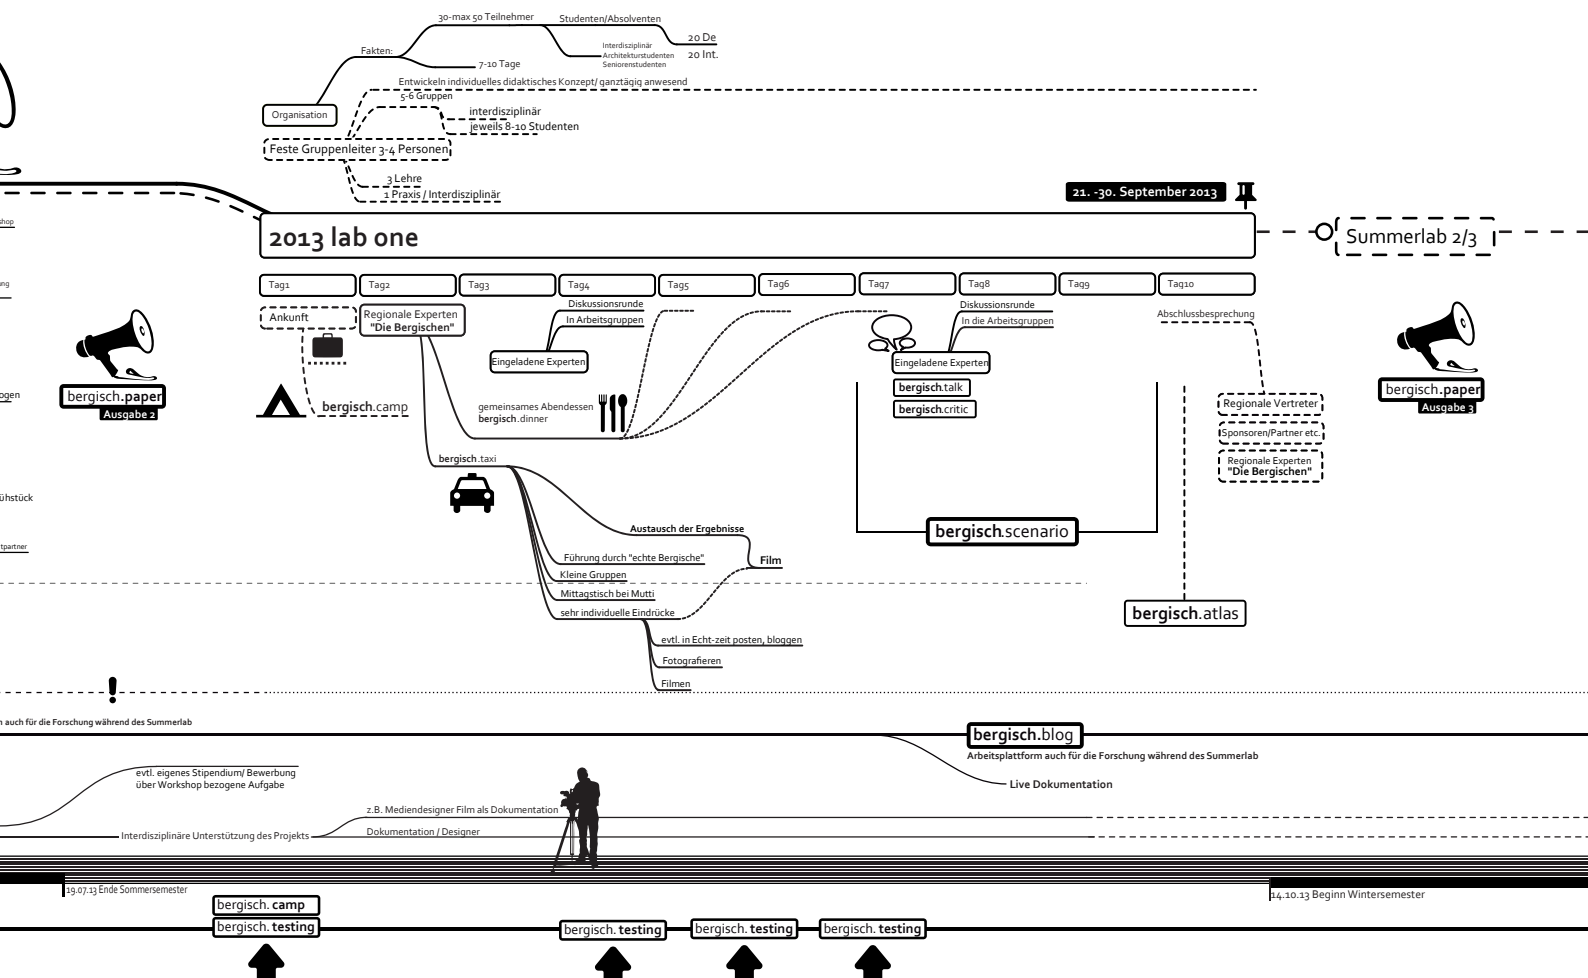 30-max 50 Teilnehmer
Studenten/Absolventen
20 De
20 Int.
Interdisziplinär
Architekturstudenten
Seniorenstudenten
Fakten:
7-10 Tage
Entwickeln individuelles didaktisches Konzept/ ganztägig anwesend
5-6 Gruppen
Organisation
interdisziplinär
jeweils 8-10 Studenten
Feste Gruppenleiter 3-4 Personen
3 Lehre
1 Praxis / Interdisziplinär
21. -30. September 2013
2013 lab one
Summerlab 2/3
Tag1
Tag2
Tag3
Tag4
Tag5
Tag6
Tag7
Tag8
Tag9
Tag10
Ankunft
Regionale Experten
"Die Bergischen"
Diskussionsrunde
In Arbeitsgruppen
Eingeladene Experten
Diskussionsrunde
In die Arbeitsgruppen
Eingeladene Experten
bergisch.talk
bergisch.critic
Abschlussbesprechung
bergisch.paper
Ausgabe 2
bergisch.camp
gemeinsames Abendessen
bergisch.dinner
Regionale Vertreter
Sponsoren/Partner etc.
Regionale Experten
"Die Bergischen"
bergisch.paper
Ausgabe 3
bergisch.taxi
Austausch der Ergebnisse
Führung durch "echte Bergische"
Film
Kleine Gruppen
Mittagstisch bei Mutti
sehr individuelle Eindrücke
evtl. in Echt-zeit posten, bloggen
Fotografieren
Filmen
bergisch.scenario
bergisch.atlas
ühstück
tpartner
!
auch für die Forschung während des Summerlab
bergisch.blog
Arbeitsplattform auch für die Forschung während des Summerlab
Live Dokumentation
evtl. eigenes Stipendium/ Bewerbung
über Workshop bezogene Aufgabe
z.B. Mediendesigner Film als Dokumentation
Interdisziplinäre Unterstützung des Projekts
Dokumentation / Designer
19.07.13 Ende Sommersemester
14.10.13 Beginn Wintersemester
bergisch. camp
bergisch. testing
bergisch. testing
bergisch. testing
bergisch. testing